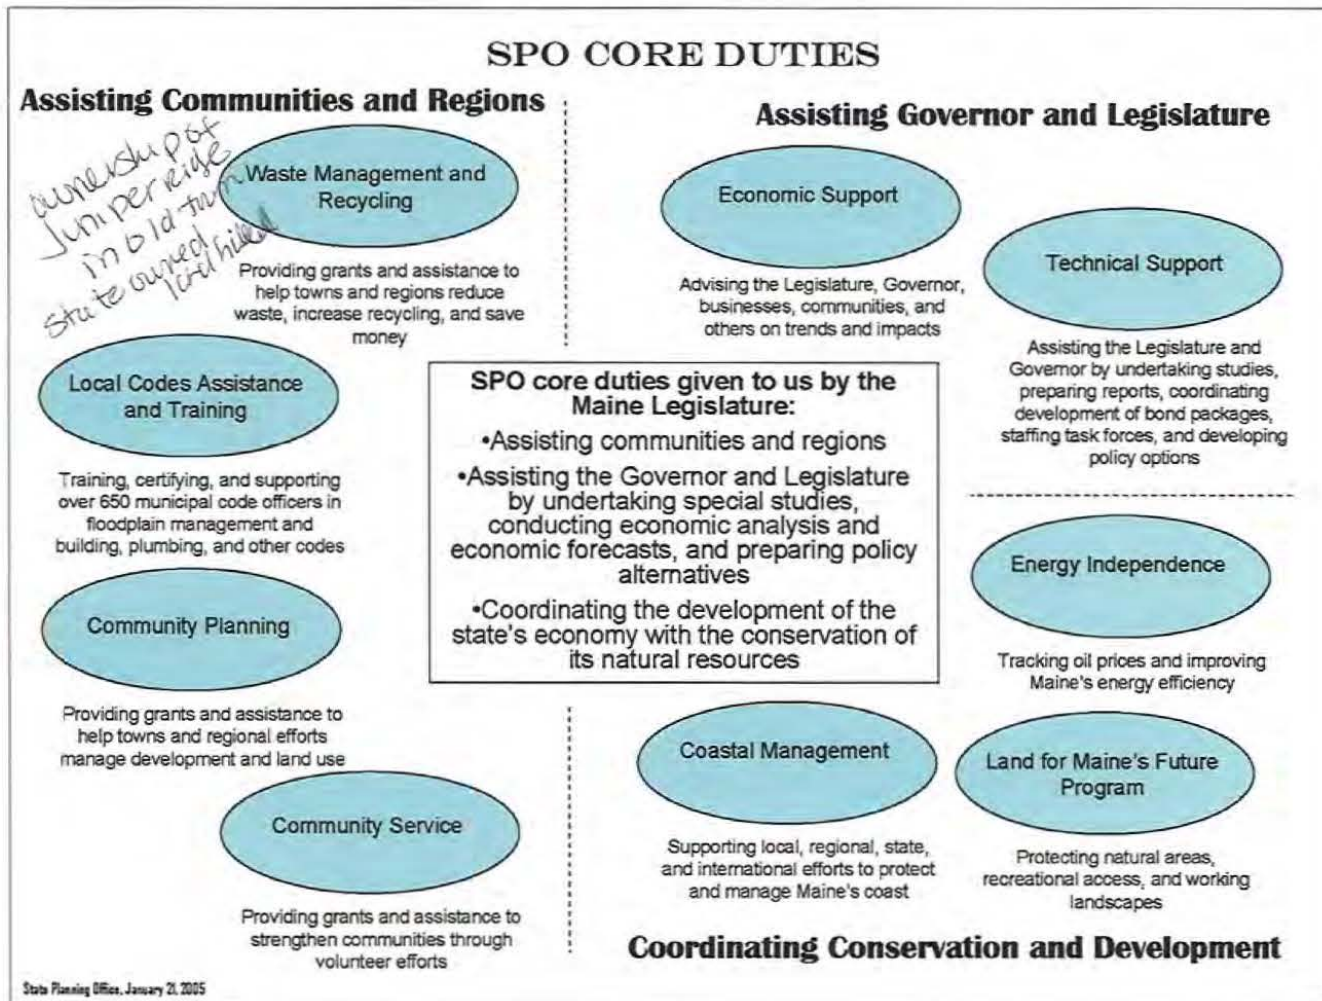 SPO CORE DUTIES
Assisting Communities and Regions
ownership of
Juniper ridge
in old town
state owned
landfilled
Waste Management and
Recycling
Providing grants and assistance to
help towns and regions reduce
waste, increase recycling, and save
money
Local Codes Assistance
and Training
Training, certifying, and supporting
over 650 municipal code officers in
floodplain management and
building, plumbing, and other codes
Community Planning
Providing grants and assistance to
help towns and regional efforts
manage development and land use
Community Service
Providing grants and assistance to
strengthen communities through
volunteer efforts
SPO core duties given to us by the
Maine Legislature:
•Assisting communities and regions
•Assisting the Governor and Legislature
by undertaking special studies,
conducting economic analysis and
economic forecasts, and preparing policy
alternatives
•Coordinating the development of the
state's economy with the conservation of
its natural resources
Assisting Governor and Legislature
Economic Support
Advising the Legislature, Governor,
businesses, communities, and
others on trends and impacts
Technical Support
Assisting the Legislature and
Governor by undertaking studies,
preparing reports, coordinating
development of bond packages,
staffing task forces, and developing
policy options
Energy Independence
Tracking oil prices and improving
Maine's energy efficiency
Coastal Management
Supporting local, regional, state,
and international efforts to protect
and manage Maine's coast
Land for Maine's Future
Program
Protecting natural areas,
recreational access, and working
landscapes
Coordinating Conservation and Development
State Planning Office, January 21, 2005